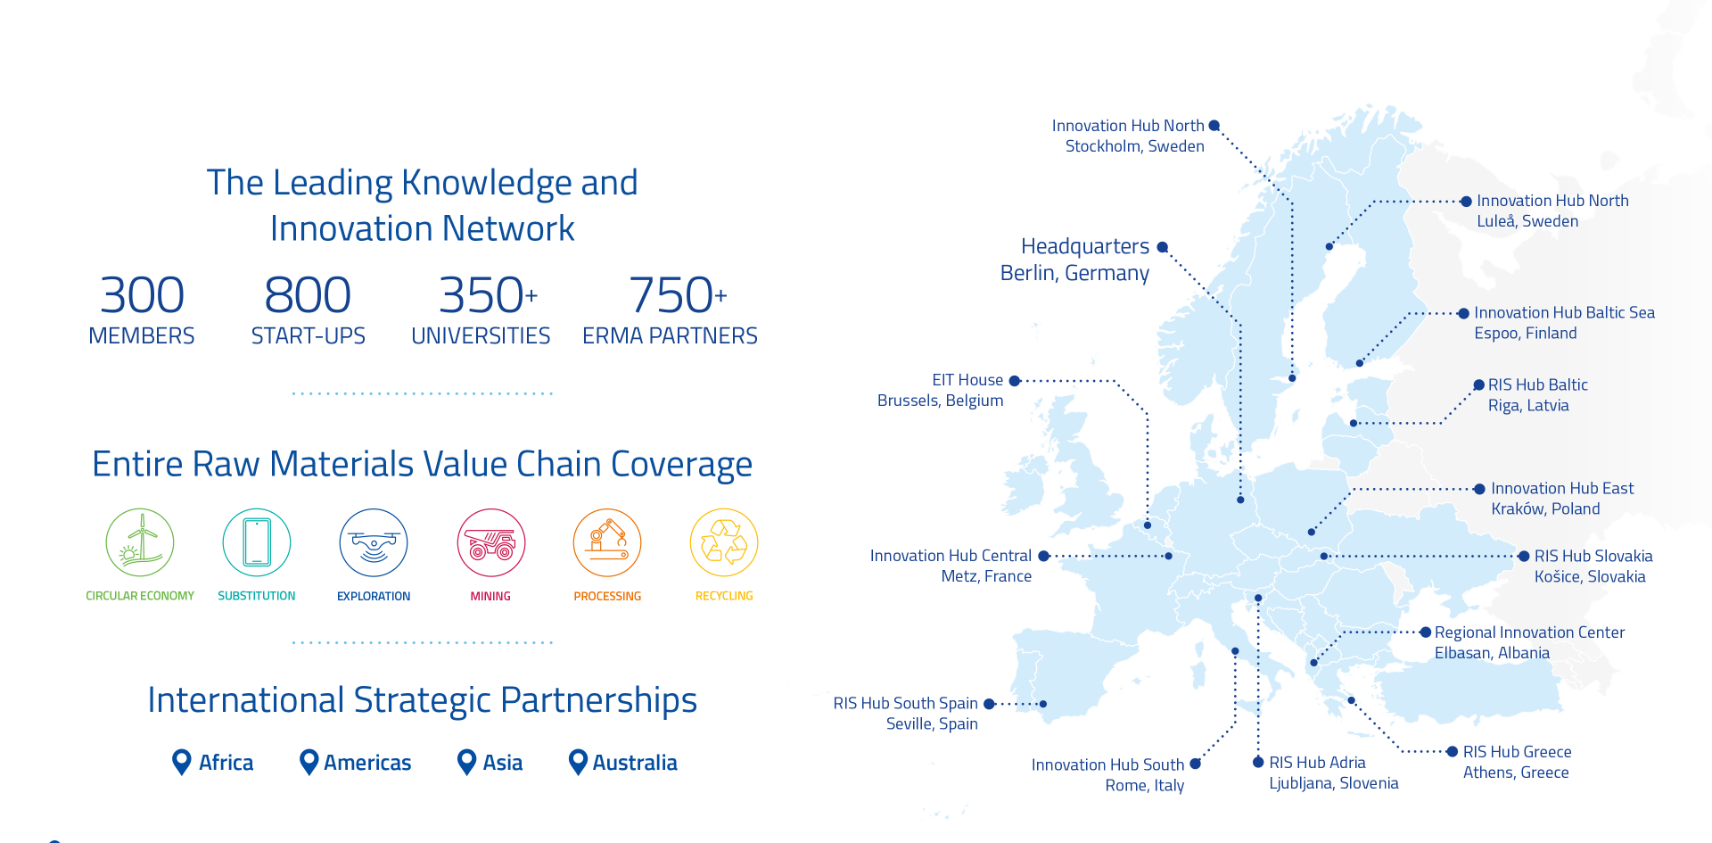 The Leading Knowledge and
Innovation Network
300
MEMBERS
800
START-UPS
350+
UNIVERSITIES
750+
ERMA PARTNERS
Entire Raw Materials Value Chain Coverage
CIRCULAR ECONOMY
SUBSTITUTION
EXPLORATION
MINING
PROCESSING
RECYCLING
International Strategic Partnerships
Africa
Americas
Asia
Australia
Innovation Hub North
Stockholm, Sweden
Innovation Hub North
Luleå, Sweden
Headquarters
Berlin, Germany
Innovation Hub Baltic Sea
Espoo, Finland
EIT House
Brussels, Belgium
RIS Hub Baltic
Riga, Latvia
Innovation Hub East
Kraków, Poland
Innovation Hub Central
Metz, France
RIS Hub Slovakia
Košice, Slovakia
Regional Innovation Center
Elbasan, Albania
RIS Hub South Spain
Seville, Spain
Innovation Hub South
Rome, Italy
RIS Hub Adria
Ljubljana, Slovenia
RIS Hub Greece
Athens, Greece